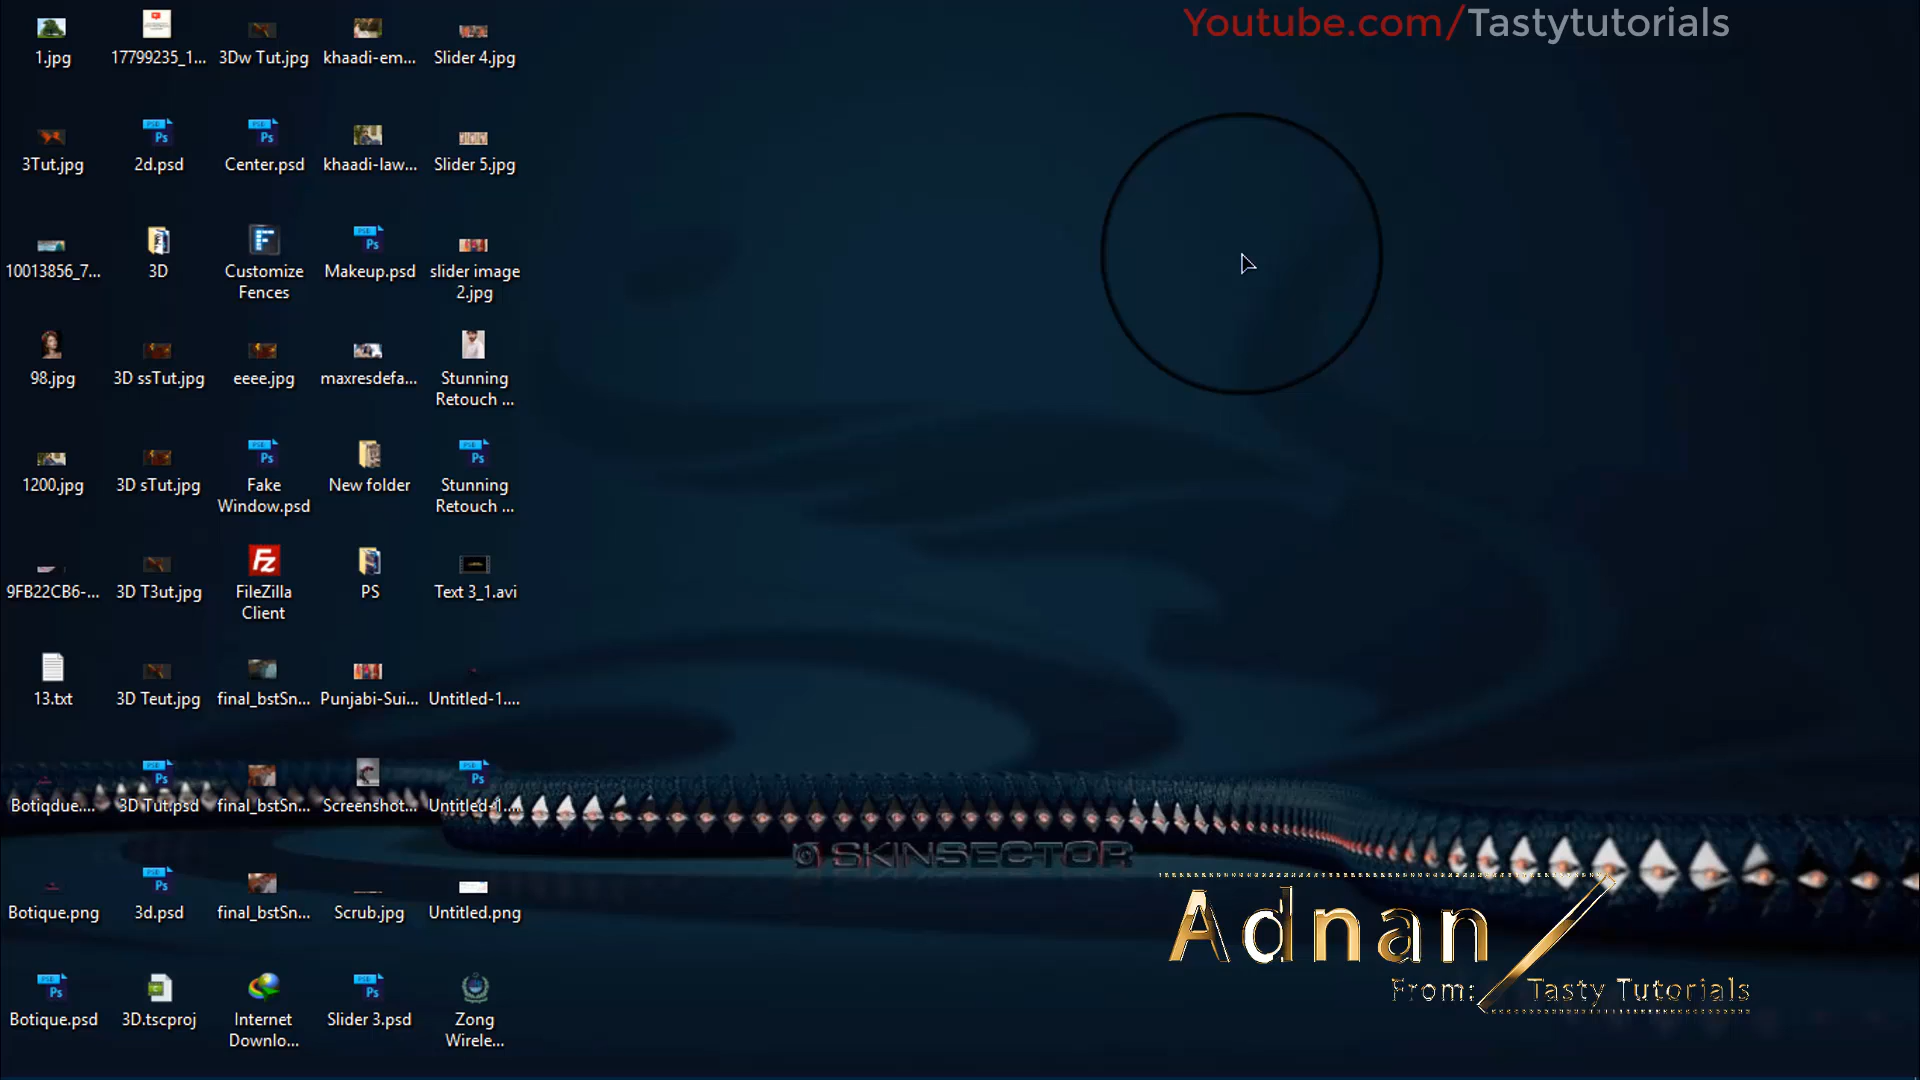 Youtube.com/Tastytutorials
1.jpg
17799235_1...
3Dw Tut.jpg
khaadi-em...
Slider 4.jpg
3Tut.jpg
2d.psd
Center.psd
khaadi-law...
Slider 5.jpg
10013856_7...
3D
Customize
Fences
Makeup.psd
slider image
2.jpg
98.jpg
3D ssTut.jpg
eeee.jpg
maxresdefa...
Stunning
Retouch ...
1200.jpg
3D sTut.jpg
Fake
Window.psd
New folder
Stunning
Retouch ...
9FB22CB6-...
3D T3ut.jpg
FileZilla
Client
PS
Text 3_1.avi
13.txt
3D Teut.jpg
final_bstSn...
Punjabi-Sui...
Untitled-1....
Botiqdue....
3D Tut.psd
final_bstSn...
Screenshot...
Untitled-1....
SKINSECTOR
Botique.png
3d.psd
final_bstSn...
Scrub.jpg
Untitled.png
Adnan
From: Tasty Tutorials
Botique.psd
3D.tscproj
Internet
Downlo...
Slider 3.psd
Zong
Wirele...